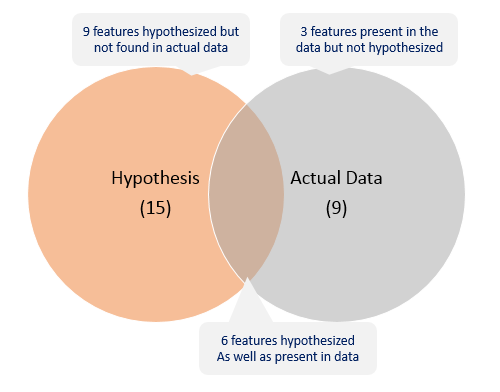 9 features hypothesized but
not found in actual data
3 features present in the
data but not hypothesized
Hypothesis
(15)
Actual Data
(9)
6 features hypothesized
As well as present in data